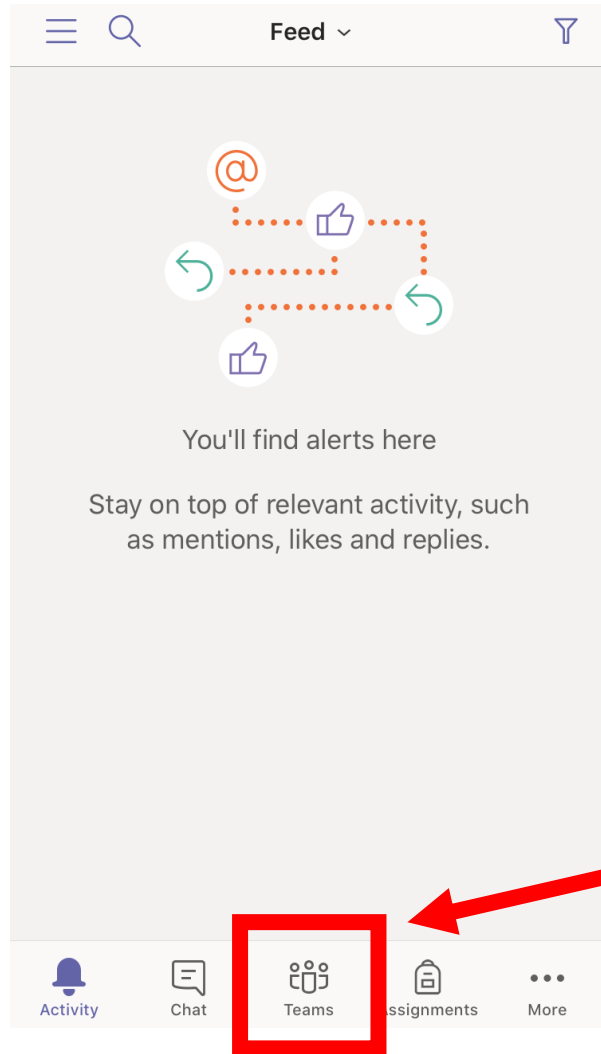 Feed
@
You'll find alerts here
Stay on top of relevant activity, such
as mentions, likes and replies.
Activity Chat Teams ssignments More